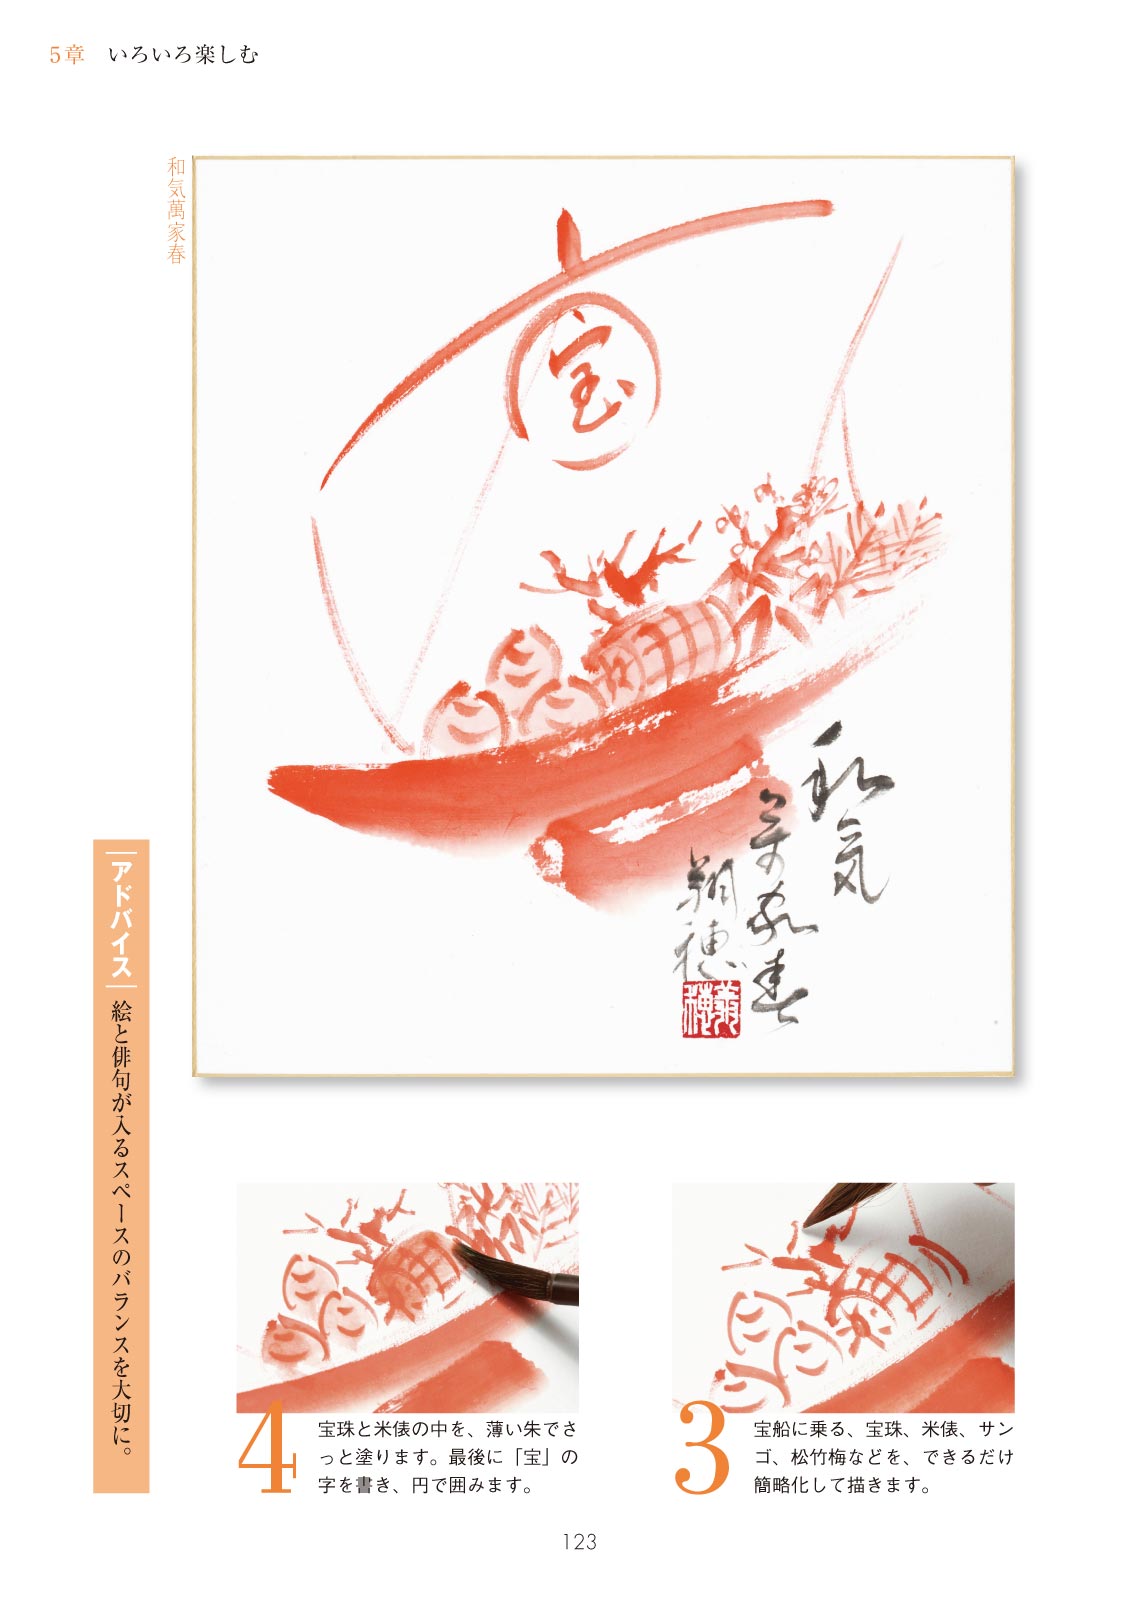 5章 いろいろ楽しむ
和気萬家春
宝
和気
萬家春
翔穂
アドバイス
絵と俳句が入るスペースのバランスを大切に。
3
宝船に乗る、宝珠、米俵、サン
ゴ、松竹梅などを、できるだけ
簡略化して描きます。
4
宝珠と米俵の中を、薄い朱でさ
っと塗ります。最後に「宝」の
字を書き、円で囲みます。
123